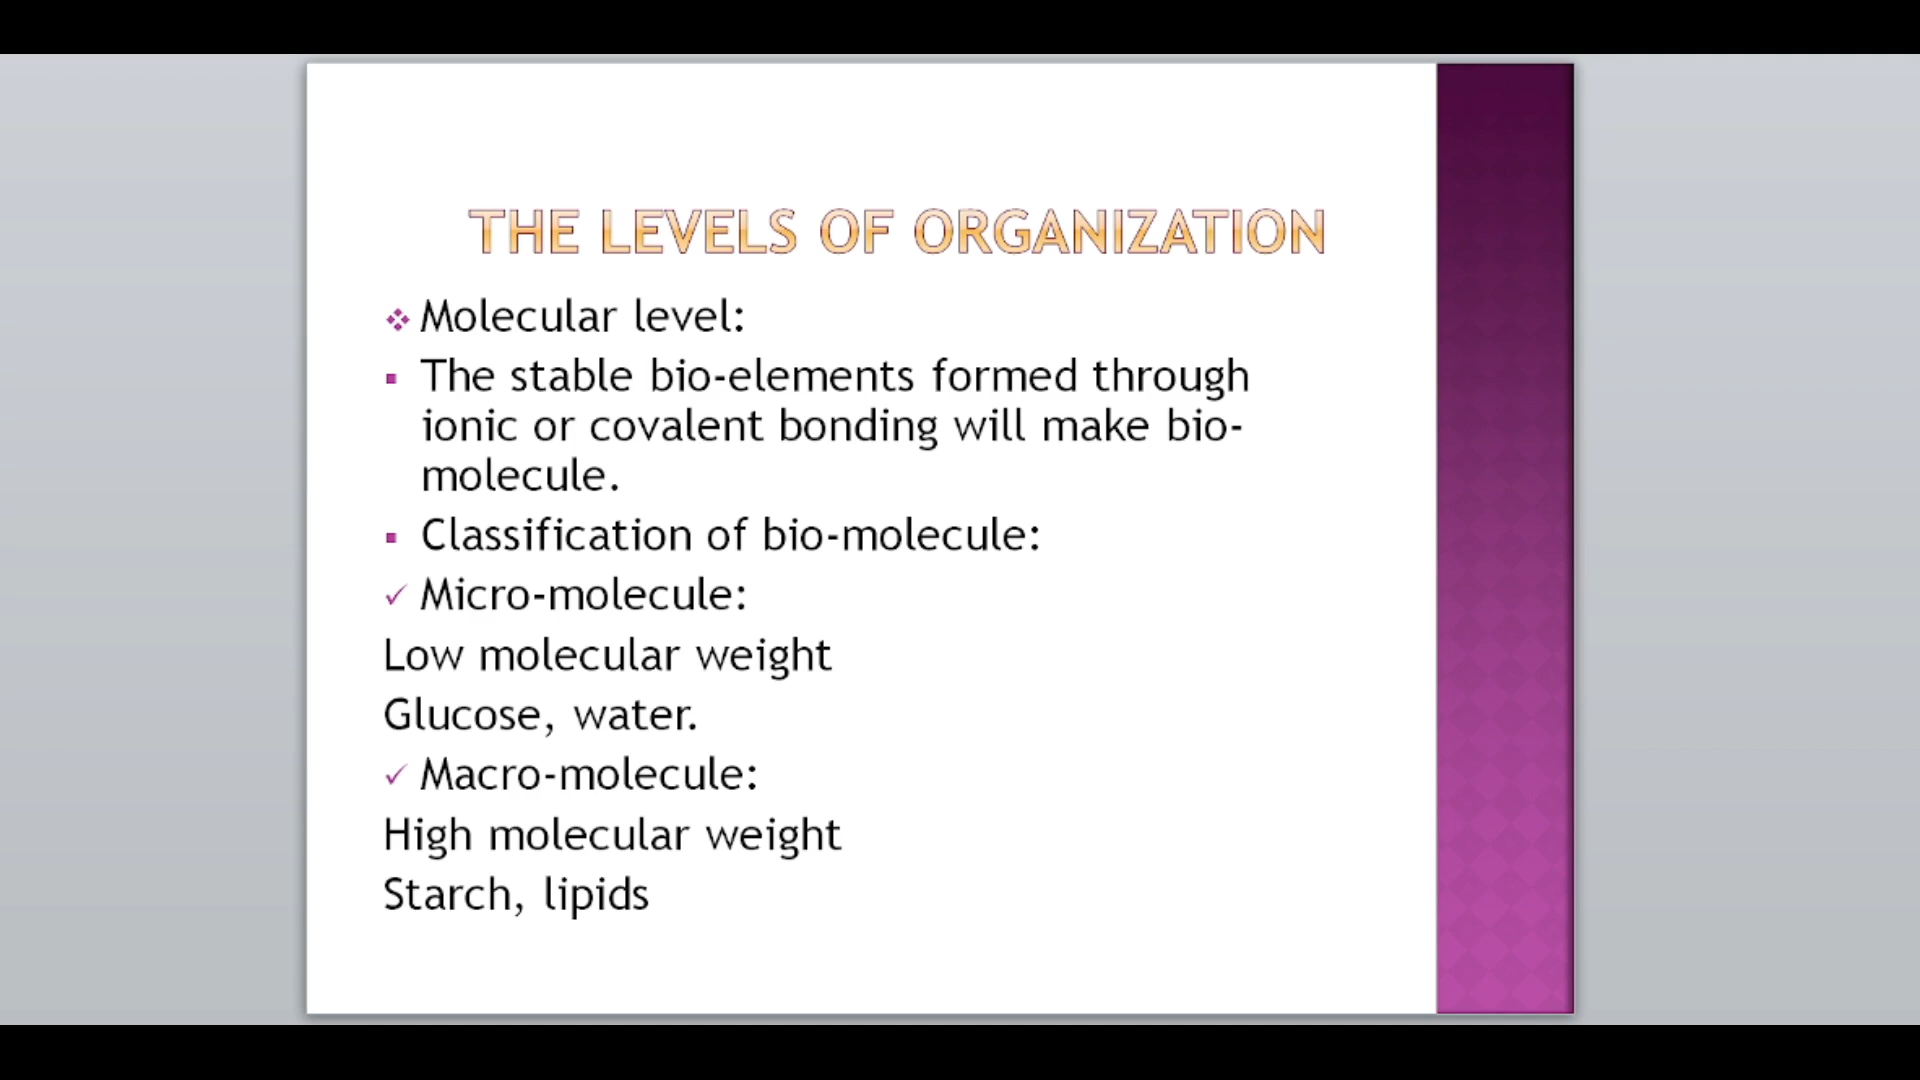 THE LEVELS OF ORGANIZATION
❖ Molecular level:
▪ The stable bio-elements formed through
ionic or covalent bonding will make bio-
molecule.
▪ Classification of bio-molecule:
✓ Micro-molecule:
Low molecular weight
Glucose, water.
✓ Macro-molecule:
High molecular weight
Starch, lipids